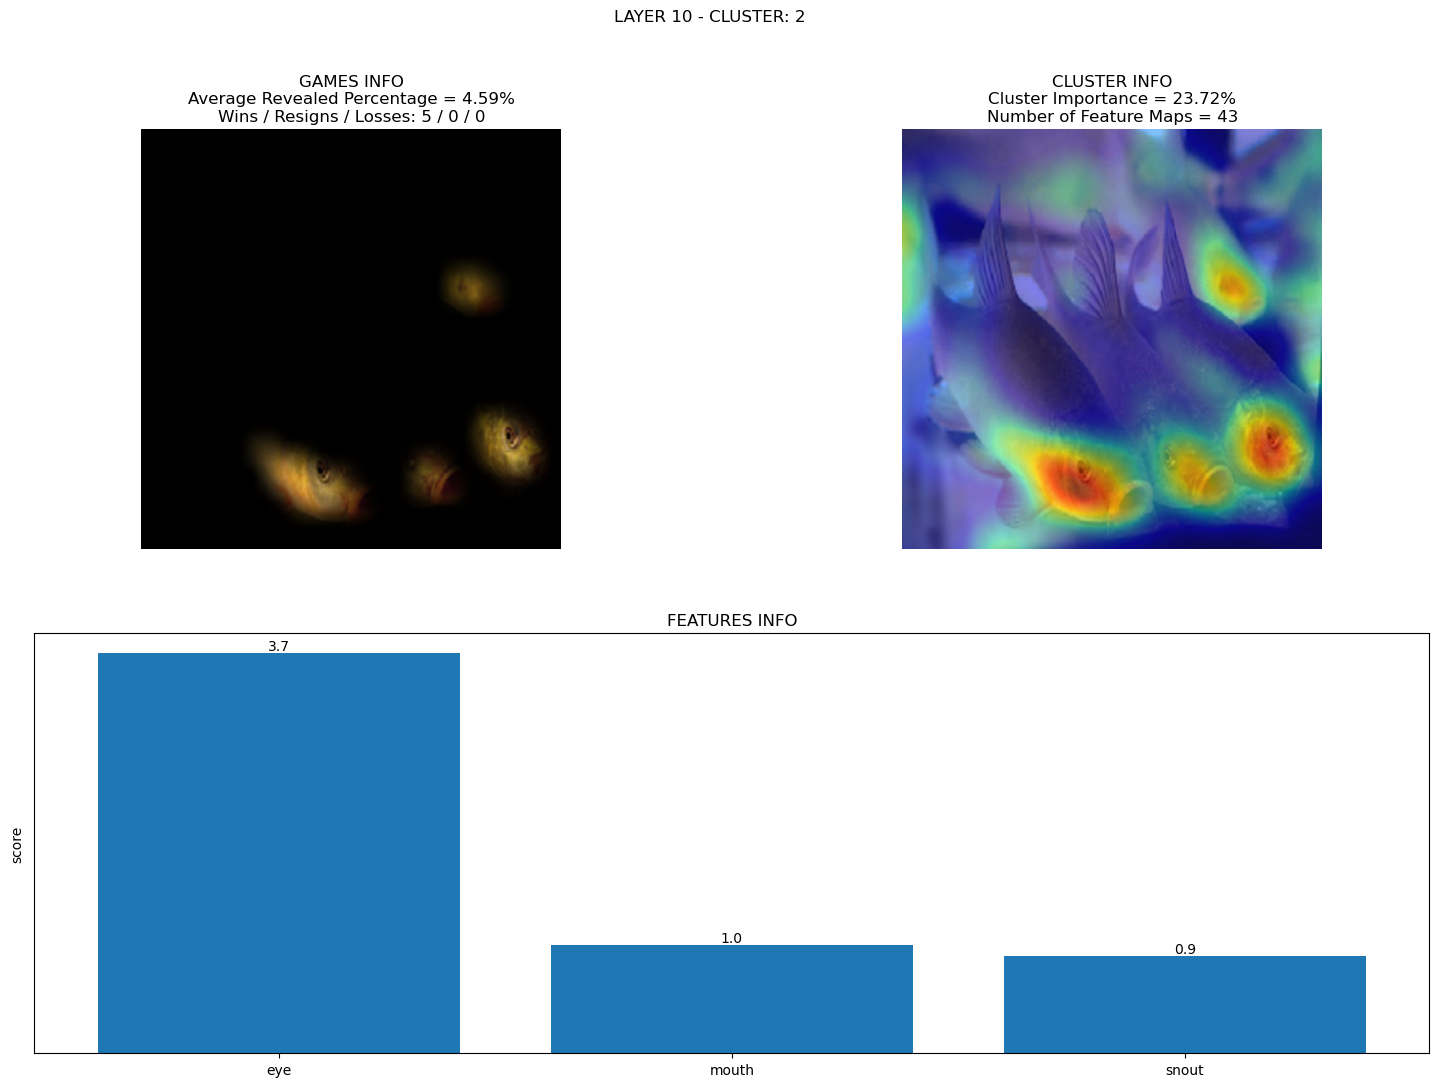 LAYER 10 - CLUSTER: 2
GAMES INFO
Average Revealed Percentage = 4.59%
Wins / Resigns / Losses: 5 / 0 / 0
CLUSTER INFO
Cluster Importance = 23.72%
Number of Feature Maps = 43
FEATURES INFO
score
3.7
1.0
0.9
eye
mouth
snout